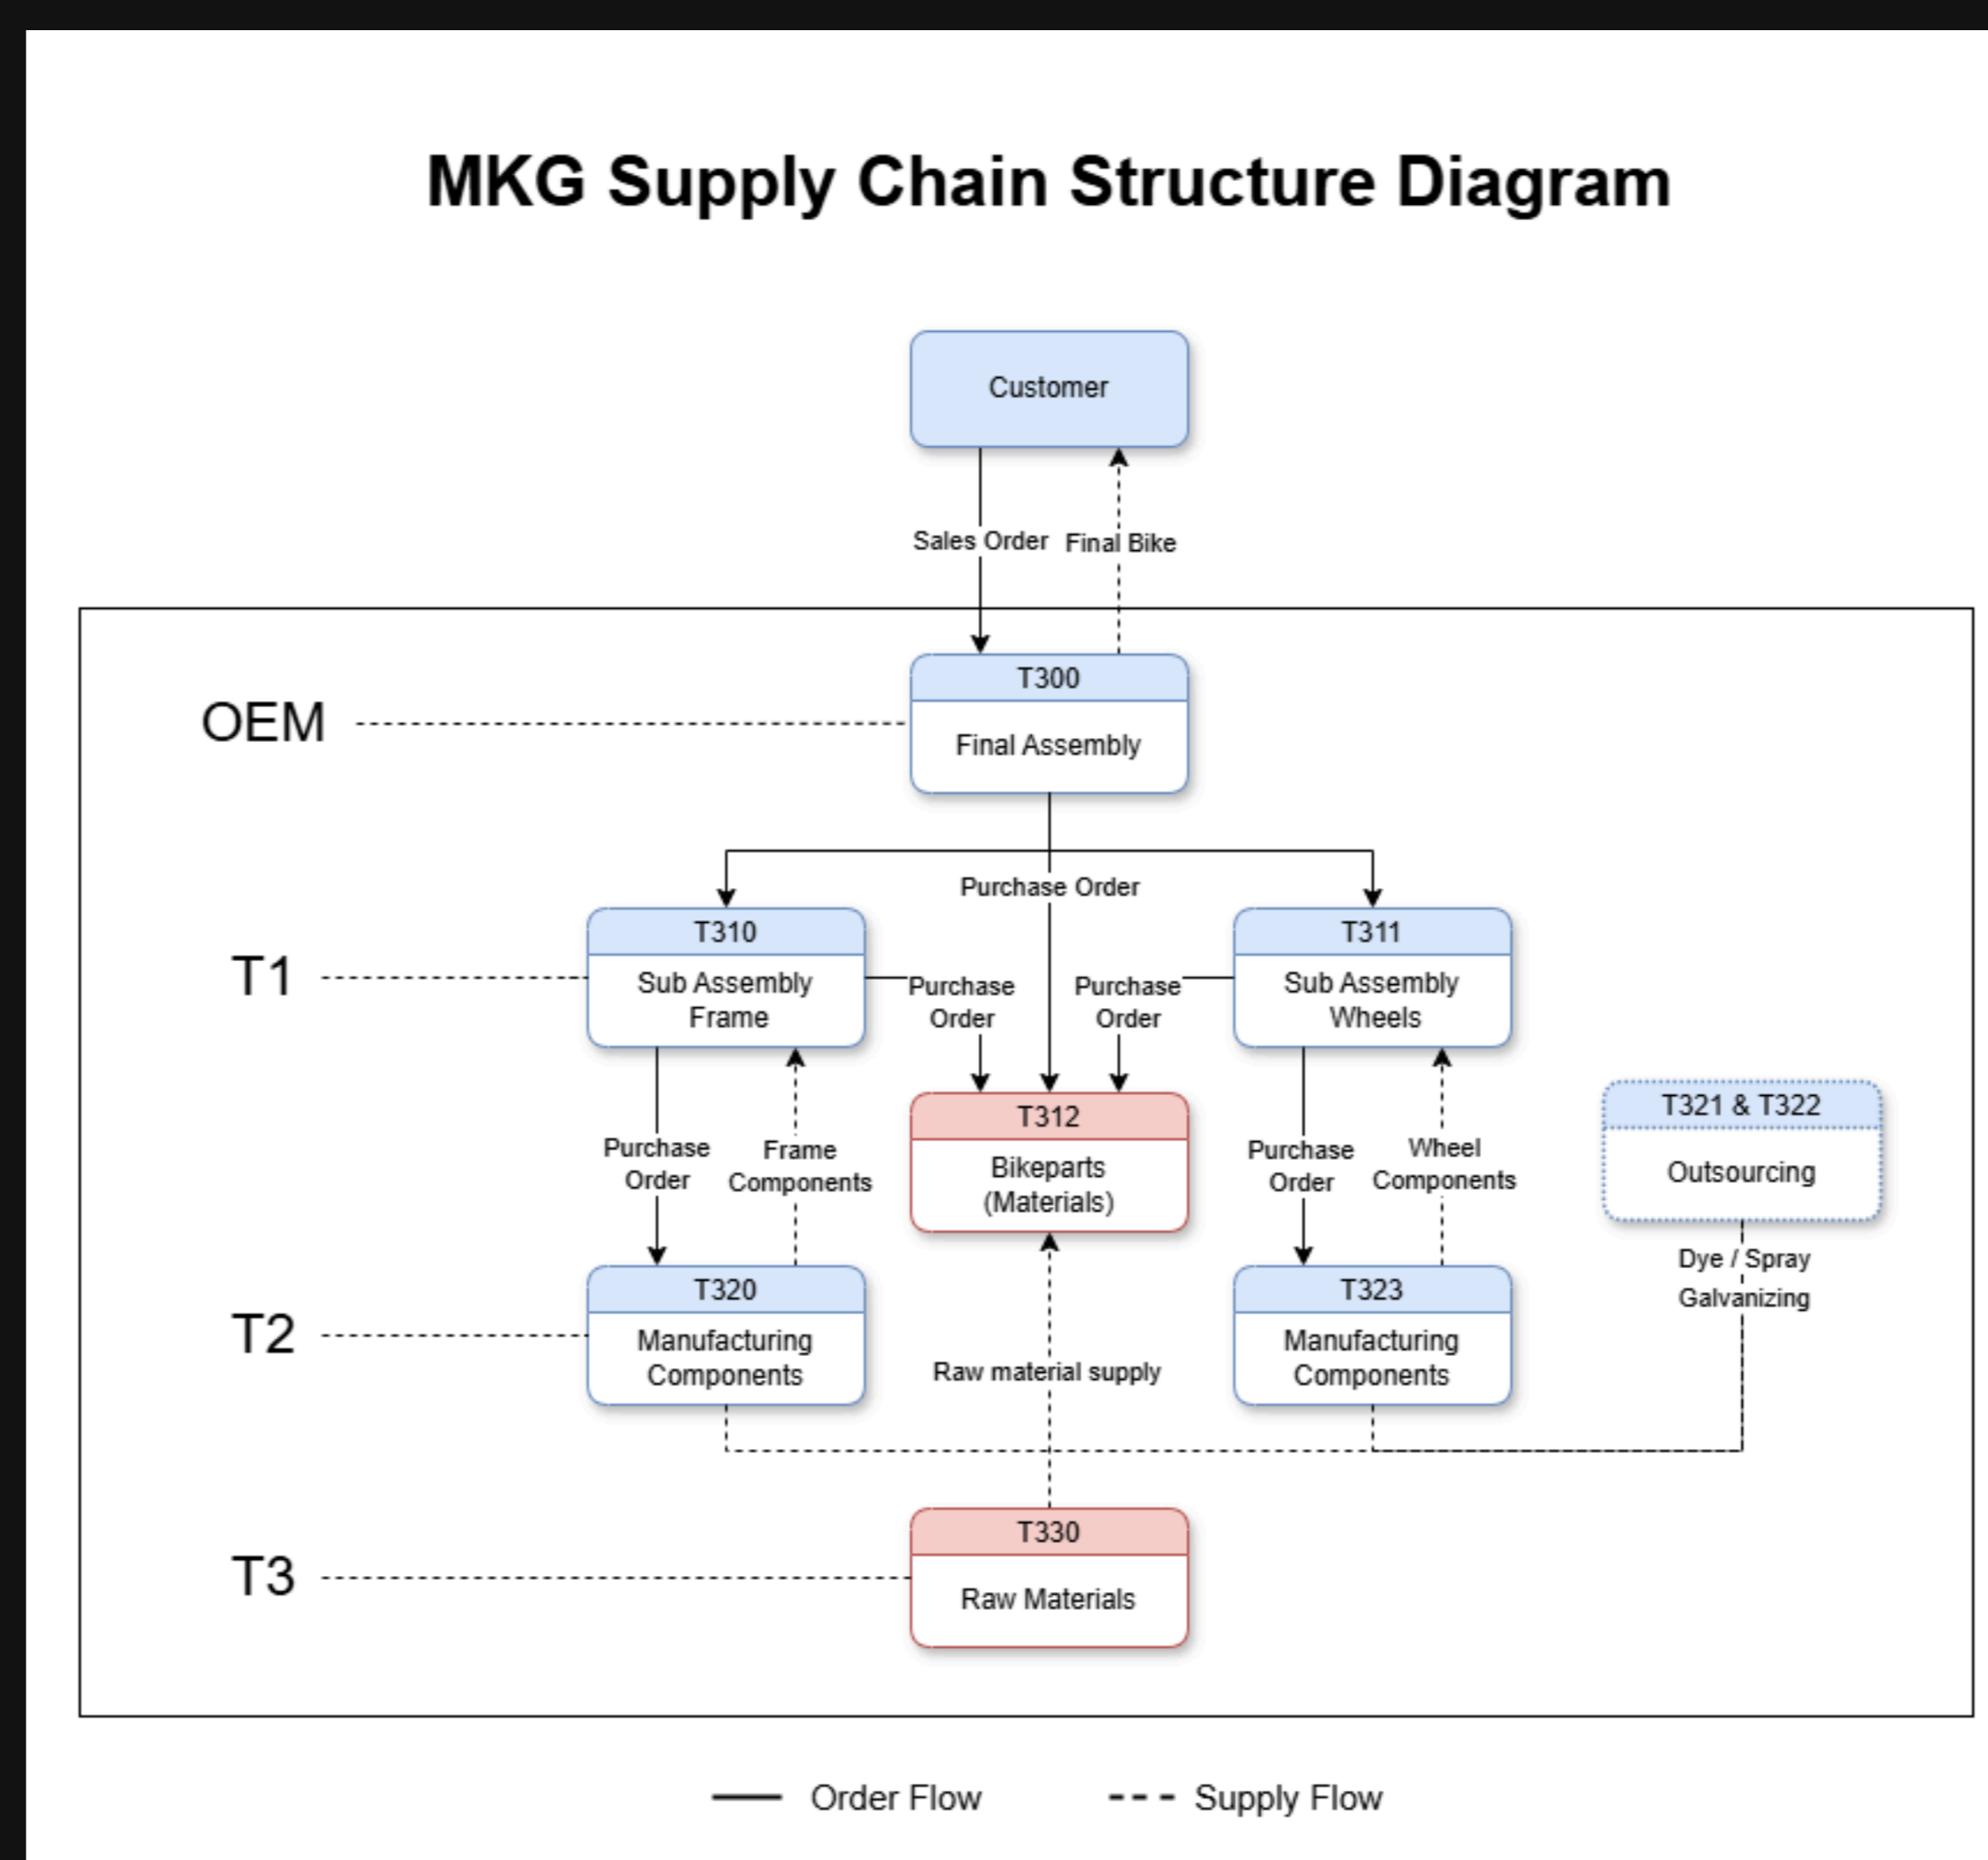 MKG Supply Chain Structure Diagram
Customer
Sales Order
Final Bike
T300
OEM
Final Assembly
Purchase Order
T310
T311
T1
Sub Assembly
Frame
Purchase
Order
Purchase
Order
Sub Assembly
Wheels
T312
Bikeparts
(Materials)
T321 & T322
Outsourcing
Purchase
Order
Frame
Components
Purchase
Order
Wheel
Components
Dye / Spray
Galvanizing
T320
T323
T2
Manufacturing
Components
Manufacturing
Components
Raw material supply
T330
T3
Raw Materials
Order Flow
Supply Flow